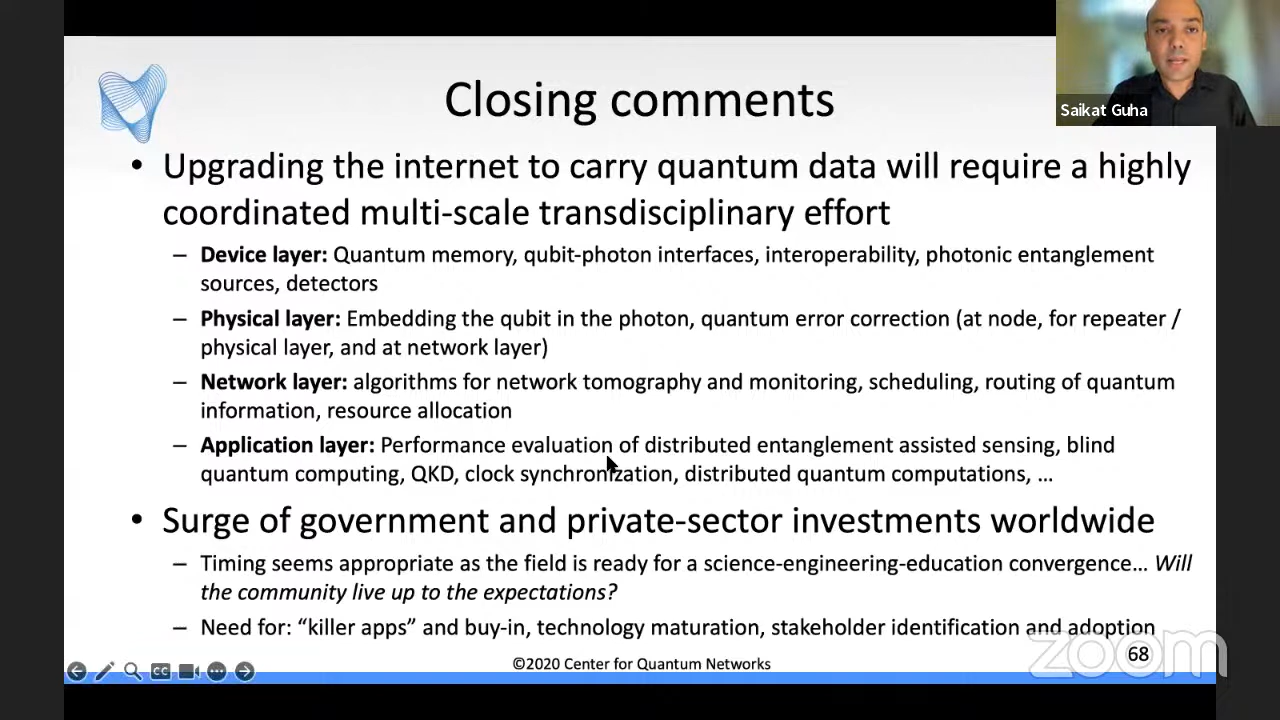 Saikat Guha
Closing comments
• Upgrading the internet to carry quantum data will require a highly
coordinated multi-scale transdisciplinary effort
– Device layer: Quantum memory, qubit-photon interfaces, interoperability, photonic entanglement
sources, detectors
– Physical layer: Embedding the qubit in the photon, quantum error correction (at node, for repeater /
physical layer, and at network layer)
– Network layer: algorithms for network tomography and monitoring, scheduling, routing of quantum
information, resource allocation
– Application layer: Performance evaluation of distributed entanglement assisted sensing, blind
quantum computing, QKD, clock synchronization, distributed quantum computations, …
• Surge of government and private-sector investments worldwide
– Timing seems appropriate as the field is ready for a science-engineering-education convergence… Will
the community live up to the expectations?
– Need for: “killer apps” and buy-in, technology maturation, stakeholder identification and adoption
CC
©2020 Center for Quantum Networks
68
zoom